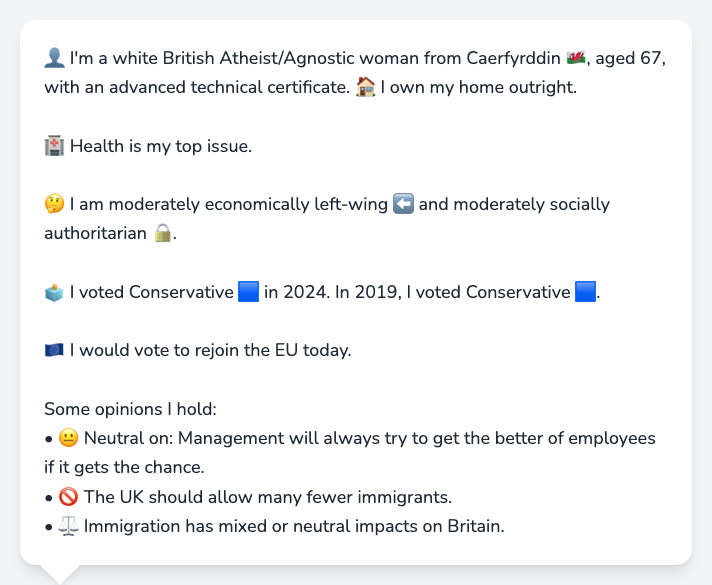 👤 I'm a white British Atheist/Agnostic woman from Caerfyrddin 🏴󠁧󠁢󠁷󠁬󠁳󠁿, aged 67,
with an advanced technical certificate. 🏠 I own my home outright.
🏥 Health is my top issue.
🤔 I am moderately economically left-wing ⬅️ and moderately socially
authoritarian 🔒.
🗳️ I voted Conservative 🟦 in 2024. In 2019, I voted Conservative 🟦.
🇪🇺 I would vote to rejoin the EU today.
Some opinions I hold:
• 😐 Neutral on: Management will always try to get the better of employees
if it gets the chance.
• 🚫 The UK should allow many fewer immigrants.
• ⚖️ Immigration has mixed or neutral impacts on Britain.